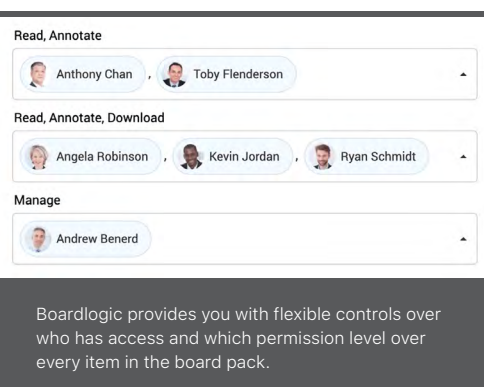 Read, Annotate
Anthony Chan , Toby Flenderson
Read, Annotate, Download
Angela Robinson , Kevin Jordan , Ryan Schmidt
Manage
Andrew Benerd
Boardlogic provides you with flexible controls over
who has access and which permission level over
every item in the board pack.